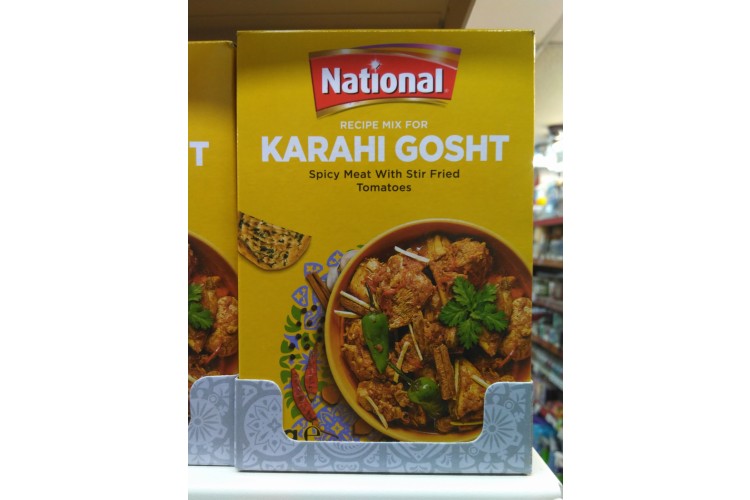 National
RECIPE MIX FOR
KARAHI GOSHT
Spicy Meat With Stir Fried
Tomatoes
T